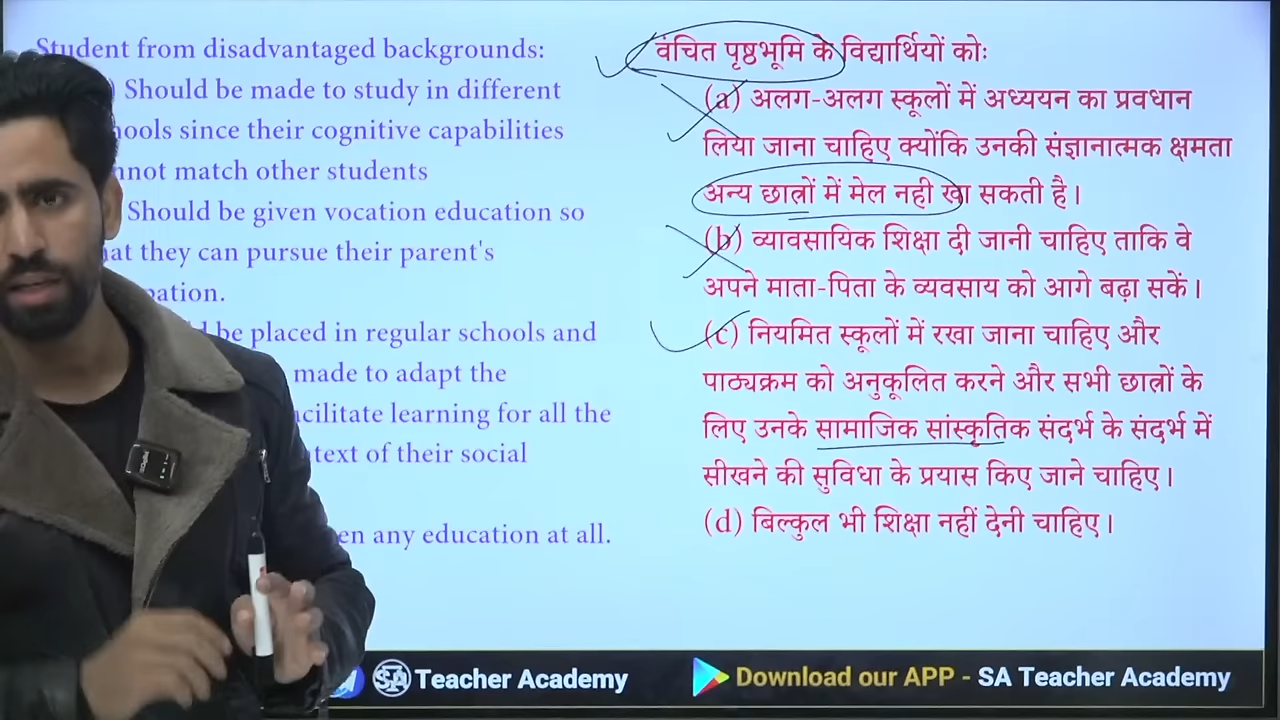 Student from disadvantaged backgrounds:
) Should be made to study in different
hools since their cognitive capabilities
nnot match other students
Should be given vocation education so
hat they can pursue their parent's
pation.
d be placed in regular schools and
made to adapt the
acilitate learning for all the
ntext of their social
en any education at all.
वंचित पृष्ठभूमि के विद्यार्थियों कोः
(a) अलग-अलग स्कूलों में अध्ययन का प्रवधान
लिया जाना चाहिए क्योंकि उनकी संज्ञानात्मक क्षमता
अन्य छात्रों में मेल नही खा सकती है।
(b) व्यावसायिक शिक्षा दी जानी चाहिए ताकि वे
अपने माता-पिता के व्यवसाय को आगे बढ़ा सकें।
(c) नियमित स्कूलों में रखा जाना चाहिए और
पाठ्यक्रम को अनुकूलित करने और सभी छात्रों के
लिए उनके सामाजिक सांस्कृतिक संदर्भ के संदर्भ में
सीखने की सुविधा के प्रयास किए जाने चाहिए।
(d) बिल्कुल भी शिक्षा नहीं देनी चाहिए।
SA Teacher Academy
Download our APP - SA Teacher Academy